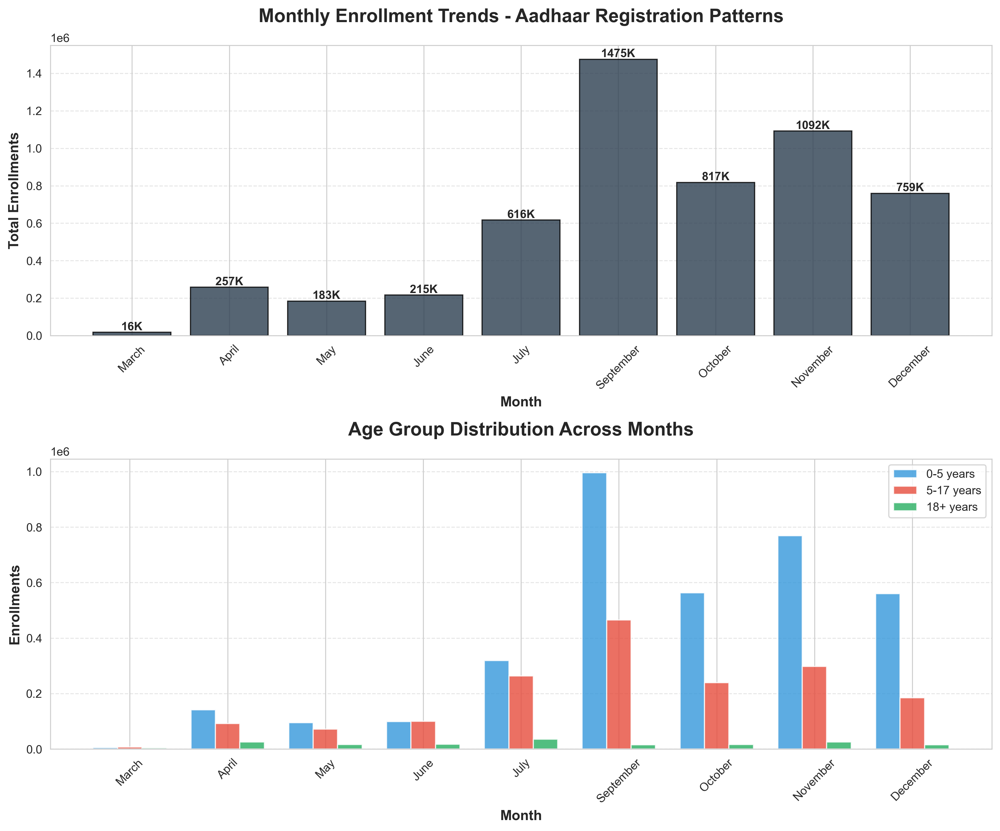 Monthly Enrollment Trends - Aadhaar Registration Patterns
1e6
Total Enrollments
1.4
1.2
1.0
0.8
0.6
0.4
0.2
0.0
16K
257K
183K
215K
616K
1475K
817K
1092K
759K
March
April
May
June
July
September
October
November
December
Month
Age Group Distribution Across Months
1e6
Enrollments
1.0
0.8
0.6
0.4
0.2
0.0
0-5 years
5-17 years
18+ years
March
April
May
June
July
September
October
November
December
Month